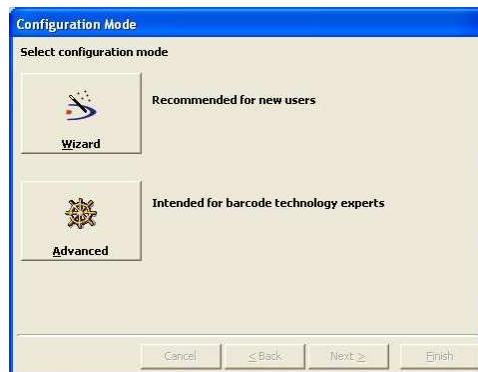 Configuration Mode
Select configuration mode
Recommended for new users
Wizard
Intended for barcode technology experts
Advanced
Cancel < Back Next > Finish